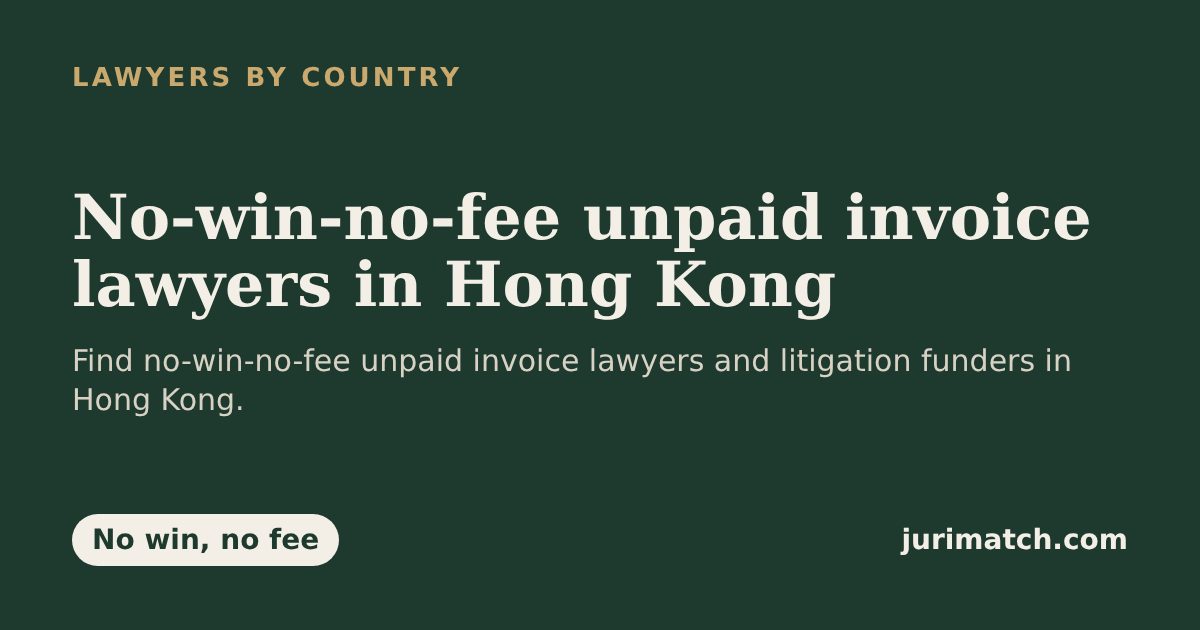 LAWYERS BY COUNTRY
No-win-no-fee unpaid invoice
lawyers in Hong Kong
Find no-win-no-fee unpaid invoice lawyers and litigation funders in
Hong Kong.
No win, no fee
jurimatch.com